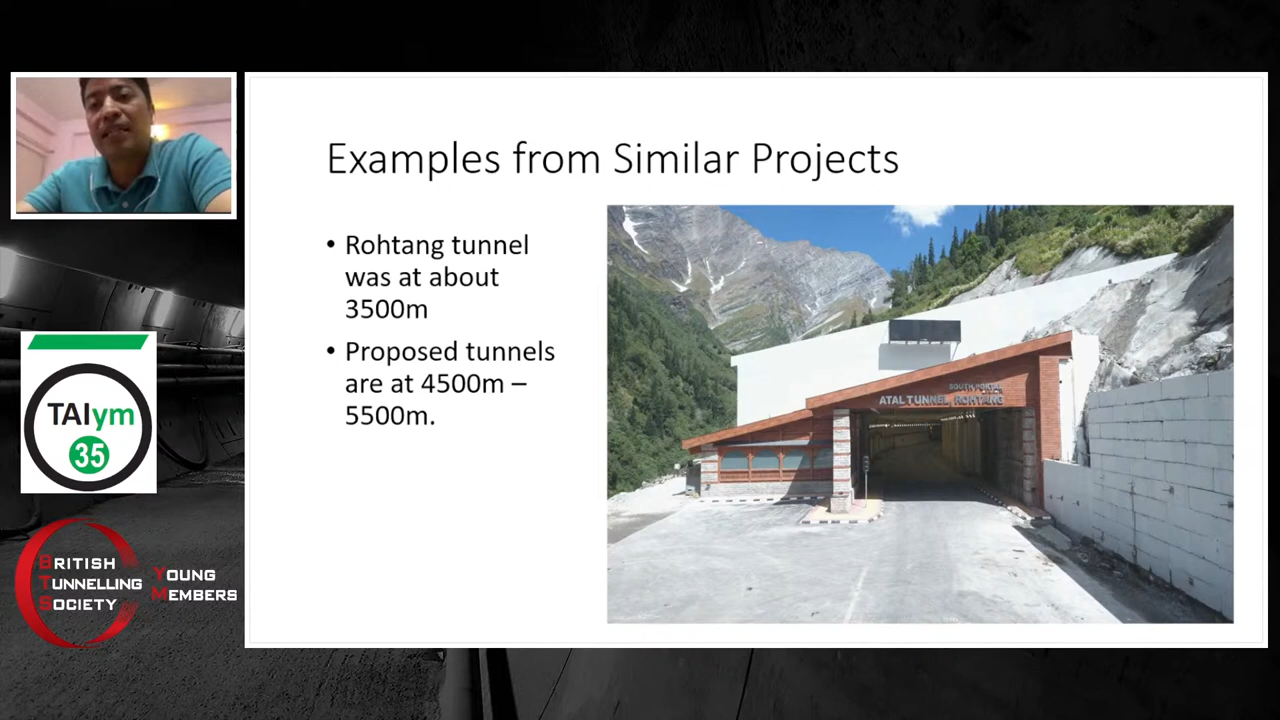 Examples from Similar Projects
• Rohtang tunnel
was at about
3500m
• Proposed tunnels
are at 4500m –
5500m.
SOUTH PORTAL
ATAL TUNNEL ROHTANG
TAIym
35
BRITISH
TUNNELLING
SOCIETY
YOUNG
MEMBERS